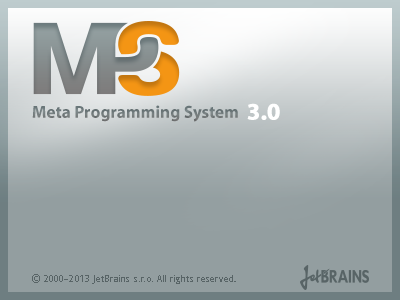 MPS
Meta Programming System 3.0
© 2000–2013 JetBrains s.r.o. All rights reserved.
JetBRAINS